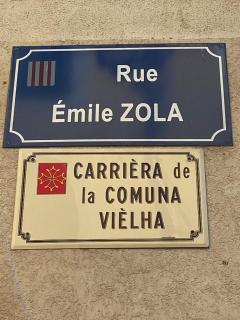 Rue
Émile ZOLA
CARRIÈRA de
la COMUNA
VIÈLHA